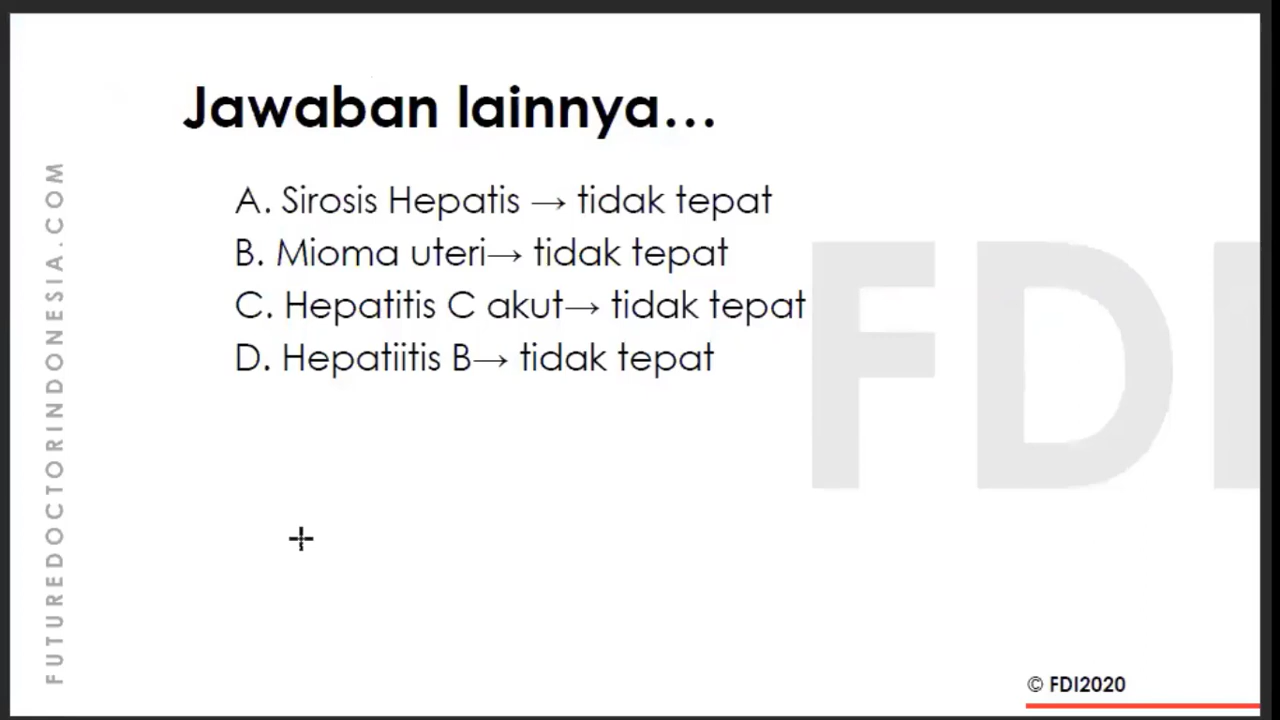 Jawaban lainnya...
A. Sirosis Hepatis → tidak tepat
B. Mioma uteri→ tidak tepat
C. Hepatitis C akut→ tidak tepat
D. Hepatiitis B→ tidak tepat
FUTUREDOCTORINDONESIA.COM
FDI
© FDI2020